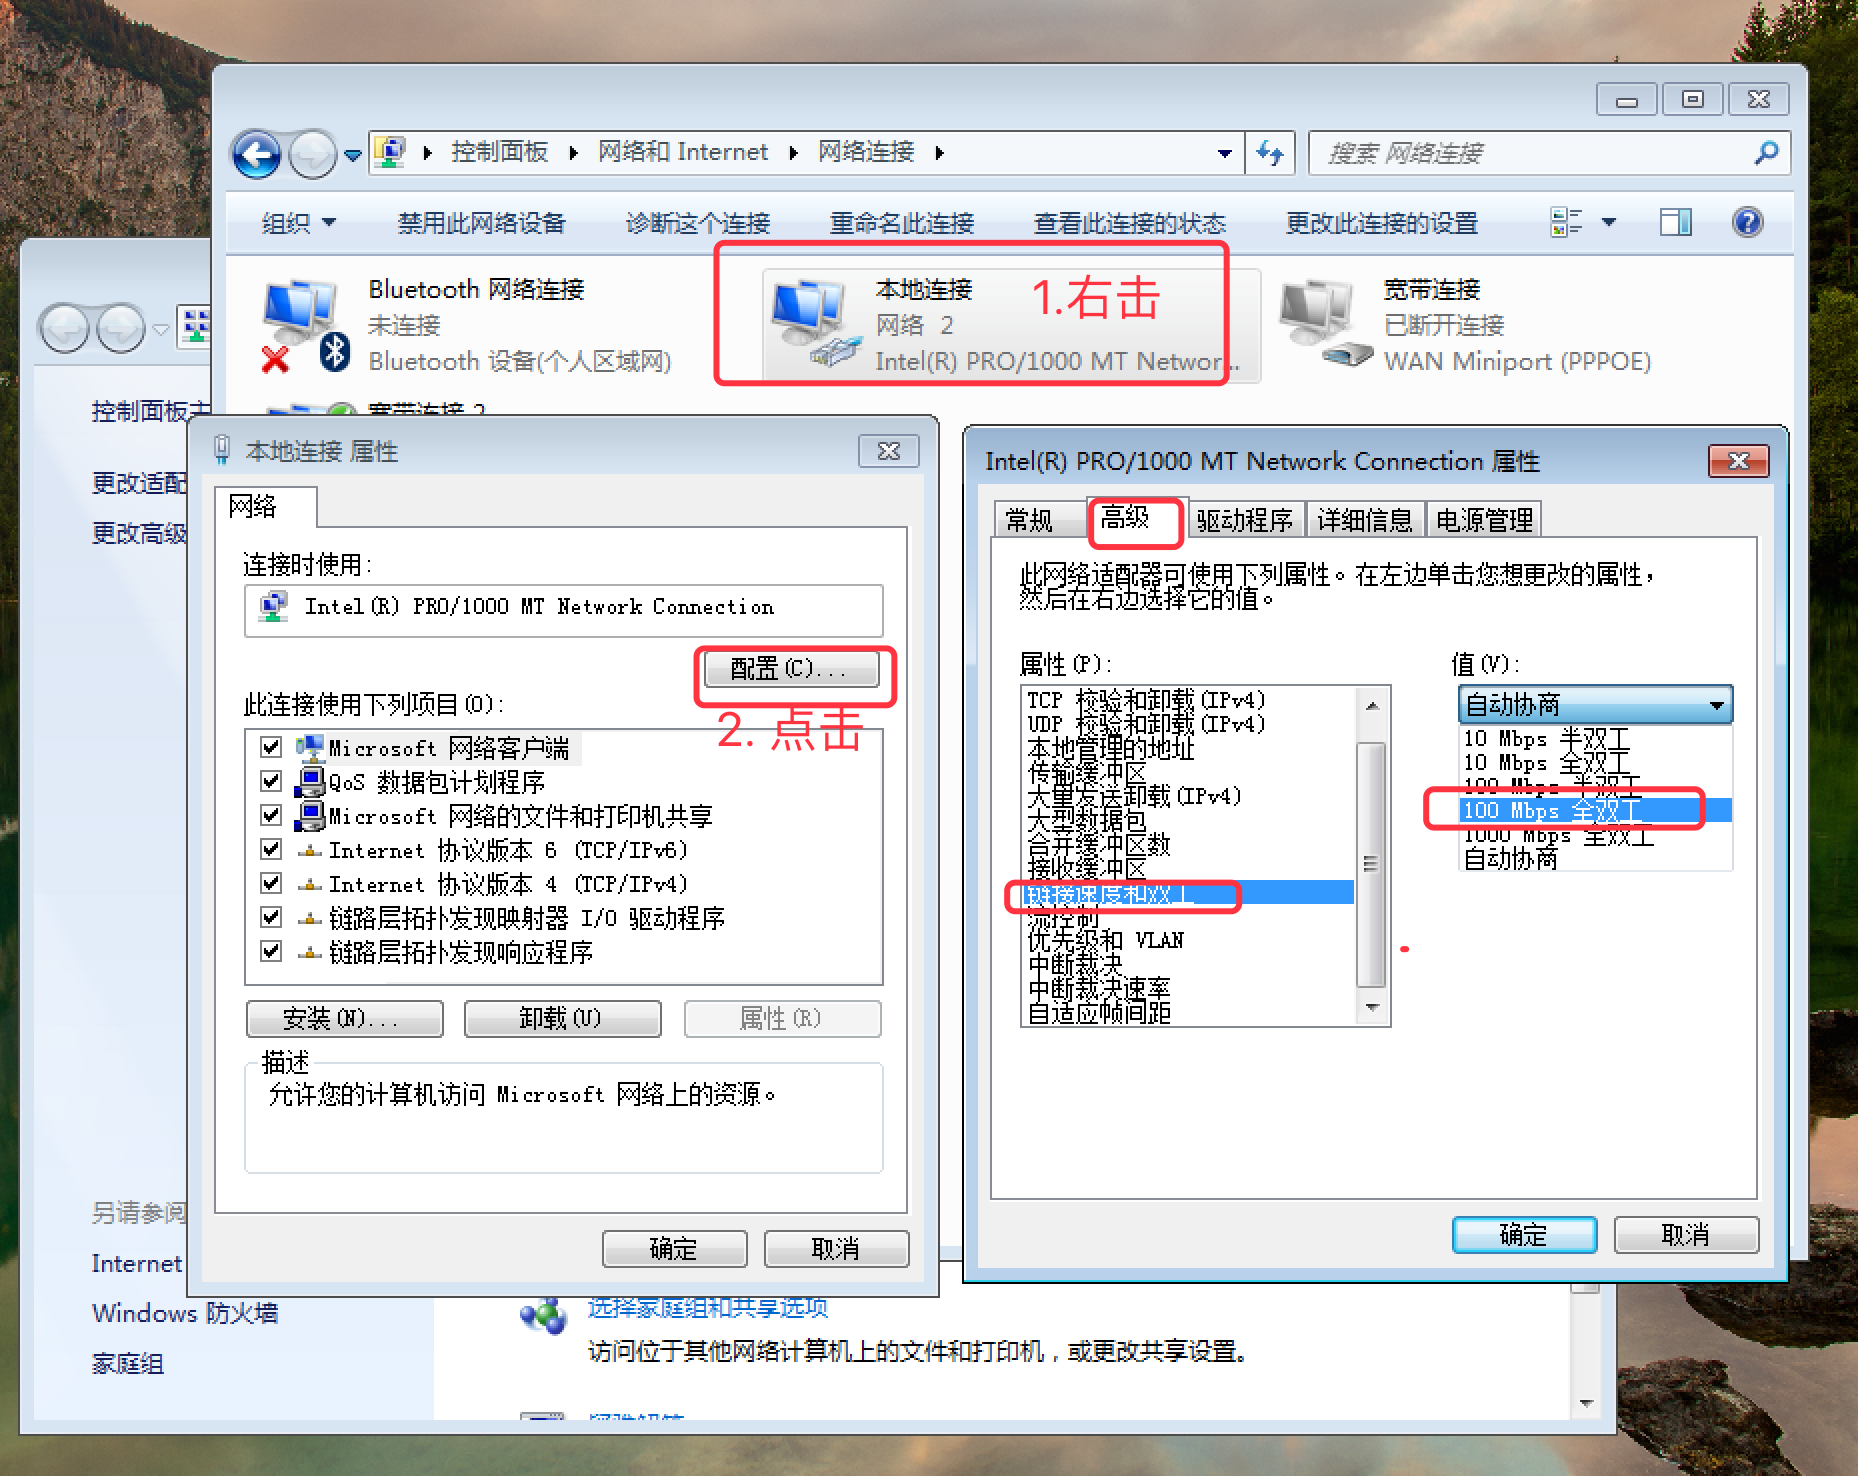 控制面板 网络和 Internet 网络连接
搜索 网络连接
组织 禁用此网络设备 诊断这个连接 重命名此连接 查看此连接的状态 更改此连接的设置
Bluetooth 网络连接
未连接
Bluetooth 设备(个人区域网)
本地连接
网络 2
Intel(R) PRO/1000 MT Networ...
1.右击
宽带连接
已断开连接
WAN Miniport (PPPOE)
宽带连接 2
控制面板主
更改适配
更改高级
另请参阅
Internet
Windows 防火墙
家庭组
本地连接 属性
网络
连接时使用:
Intel(R) PRO/1000 MT Network Connection
配置(C)...
2. 点击
此连接使用下列项目(O):
Microsoft 网络客户端
QoS 数据包计划程序
Microsoft 网络的文件和打印机共享
Internet 协议版本 6 (TCP/IPv6)
Internet 协议版本 4 (TCP/IPv4)
链路层拓扑发现映射器 I/O 驱动程序
链路层拓扑发现响应程序
安装(N)... 卸载(U) 属性(R)
描述
允许您的计算机访问 Microsoft 网络上的资源。
确定 取消
Intel(R) PRO/1000 MT Network Connection 属性
常规 高级 驱动程序 详细信息 电源管理
此网络适配器可使用下列属性。在左边单击您想更改的属性，
然后在右边选择它的值。
属性(P):
TCP 校验和卸载(IPv4)
UDP 校验和卸载(IPv4)
本地管理的地址
传输缓冲区
大量发送卸载(IPv4)
大型数据包
合并缓冲区数
接收缓冲区
链接速度和双工
流控制
优先级和 VLAN
中断裁决
中断裁决速率
自适应帧间距
值(V):
自动协商
10 Mbps 半双工
10 Mbps 全双工
100 Mbps 半双工
100 Mbps 全双工
1000 Mbps 全双工
自动协商
确定 取消
选择家庭组和共享选项
访问位于其他网络计算机上的文件和打印机，或更改共享设置。